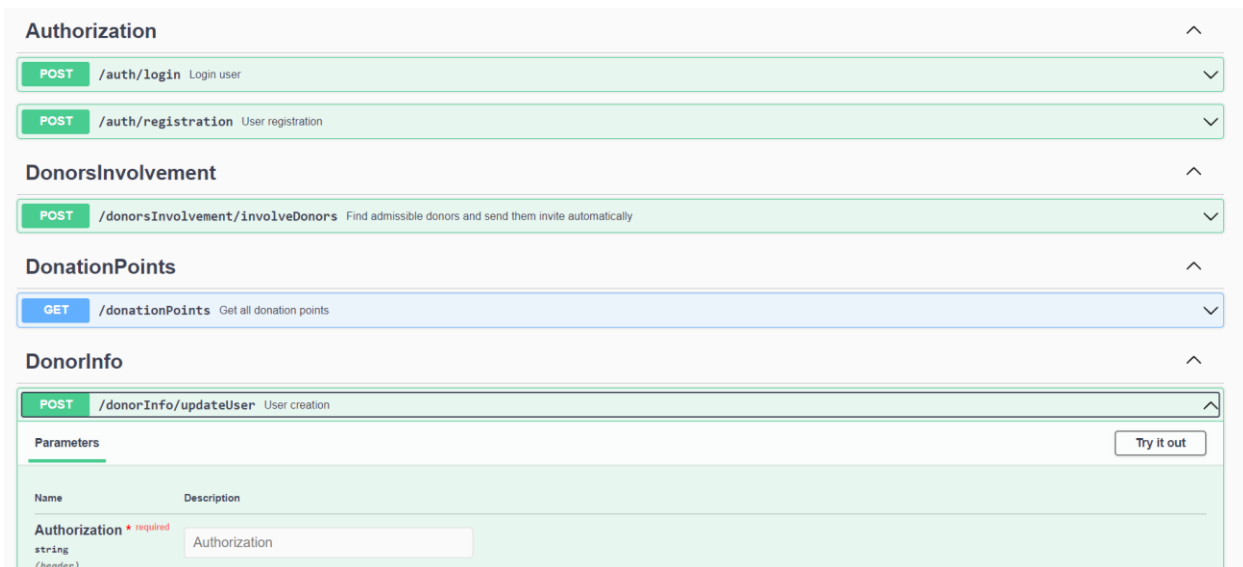 Authorization
POST /auth/login Login user
POST /auth/registration User registration
DonorsInvolvement
POST /donorsInvolvement/involveDonors Find admissible donors and send them invite automatically
DonationPoints
GET /donationPoints Get all donation points
DonorInfo
POST /donorInfo/updateUser User creation
Parameters Try it out
Name Description
Authorization * required
string Authorization
(header)